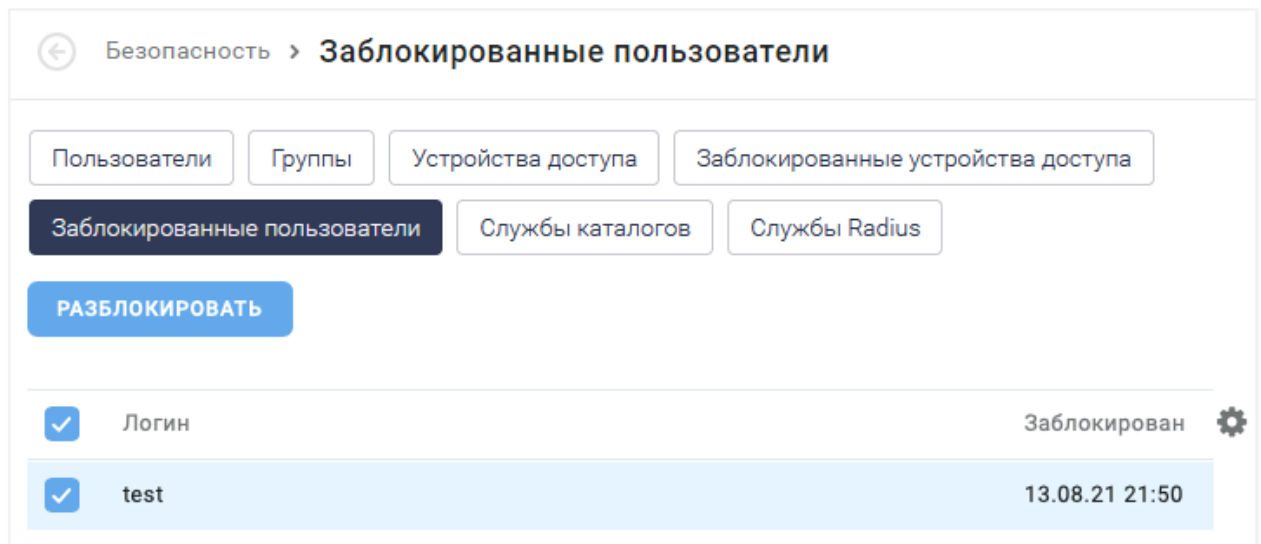 Безопасность > Заблокированные пользователи
Пользователи Группы Устройства доступа Заблокированные устройства доступа
Заблокированные пользователи Службы каталогов Службы Radius
РАЗБЛОКИРОВАТЬ
Логин Заблокирован
test 13.08.21 21:50